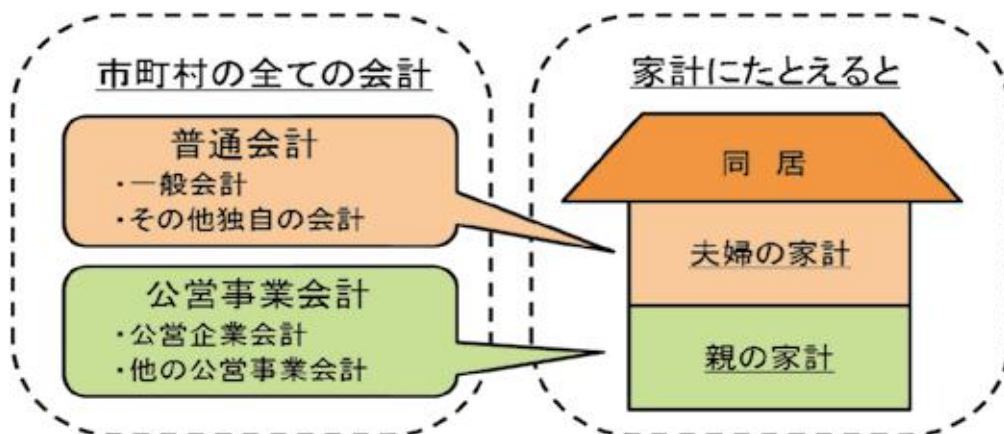 市町村の全ての会計
普通会計
・一般会計
・その他独自の会計
公営事業会計
・公営企業会計
・他の公営事業会計
家計にたとえると
同居
夫婦の家計
親の家計